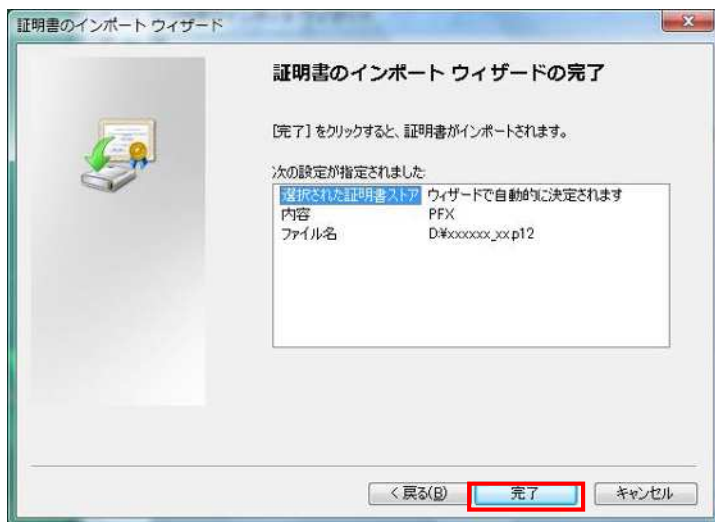 証明書のインポート ウィザード
証明書のインポート ウィザードの完了
[完了] をクリックすると、証明書がインポートされます。
次の設定が指定されました:
選択された証明書ストア ウィザードで自動的に決定されます
内容 PFX
ファイル名 D:¥xxxxxx_xx.p12
< 戻る(B) 完了 キャンセル